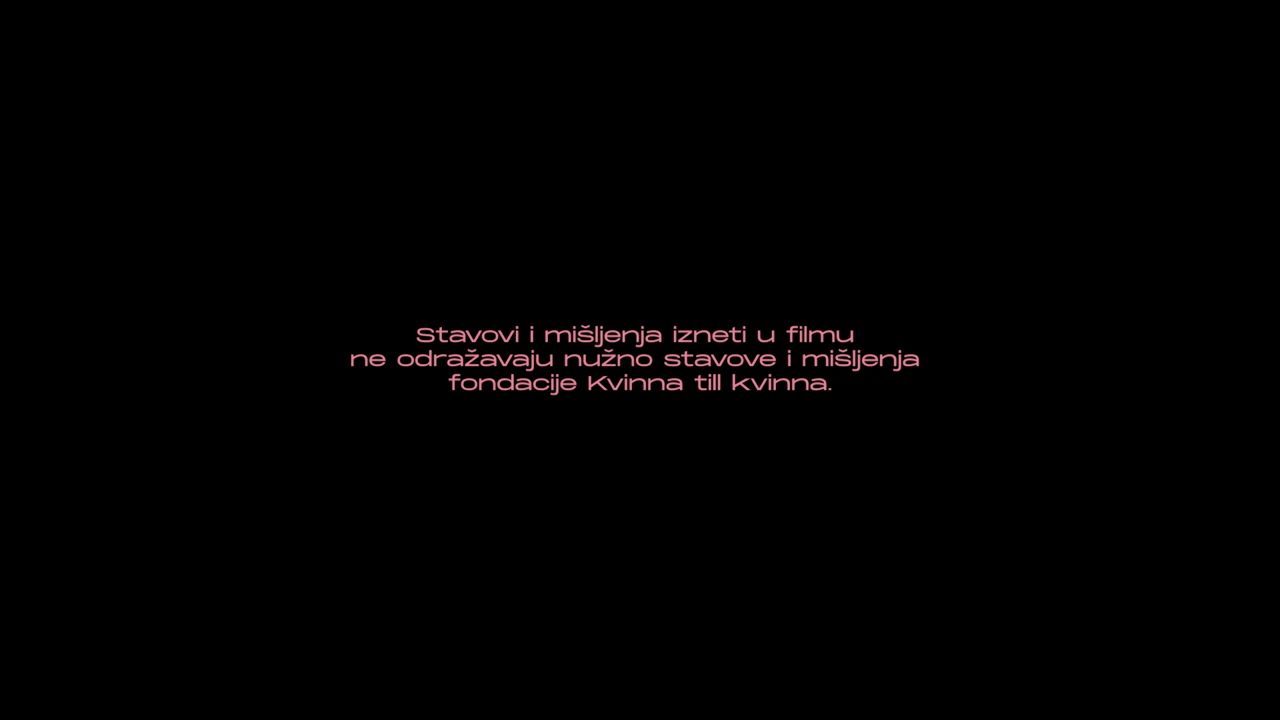 Stavovi i mišljenja izneti u filmu
ne odražavaju nužno stavove i mišljenja
fondacije Kvinna till kvinna.